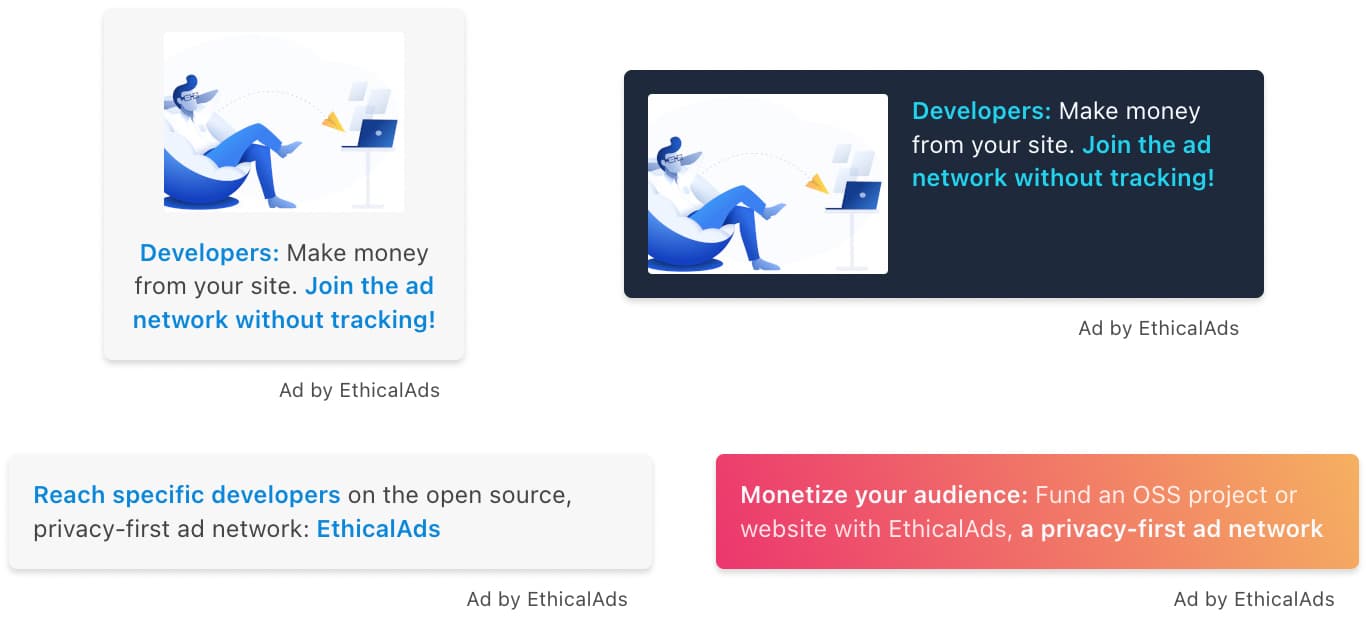 Developers: Make money
from your site. Join the ad
network without tracking!
Ad by EthicalAds
Developers: Make money
from your site. Join the ad
network without tracking!
Ad by EthicalAds
Reach specific developers on the open source,
privacy-first ad network: EthicalAds
Ad by EthicalAds
Monetize your audience: Fund an OSS project or
website with EthicalAds, a privacy-first ad network
Ad by EthicalAds